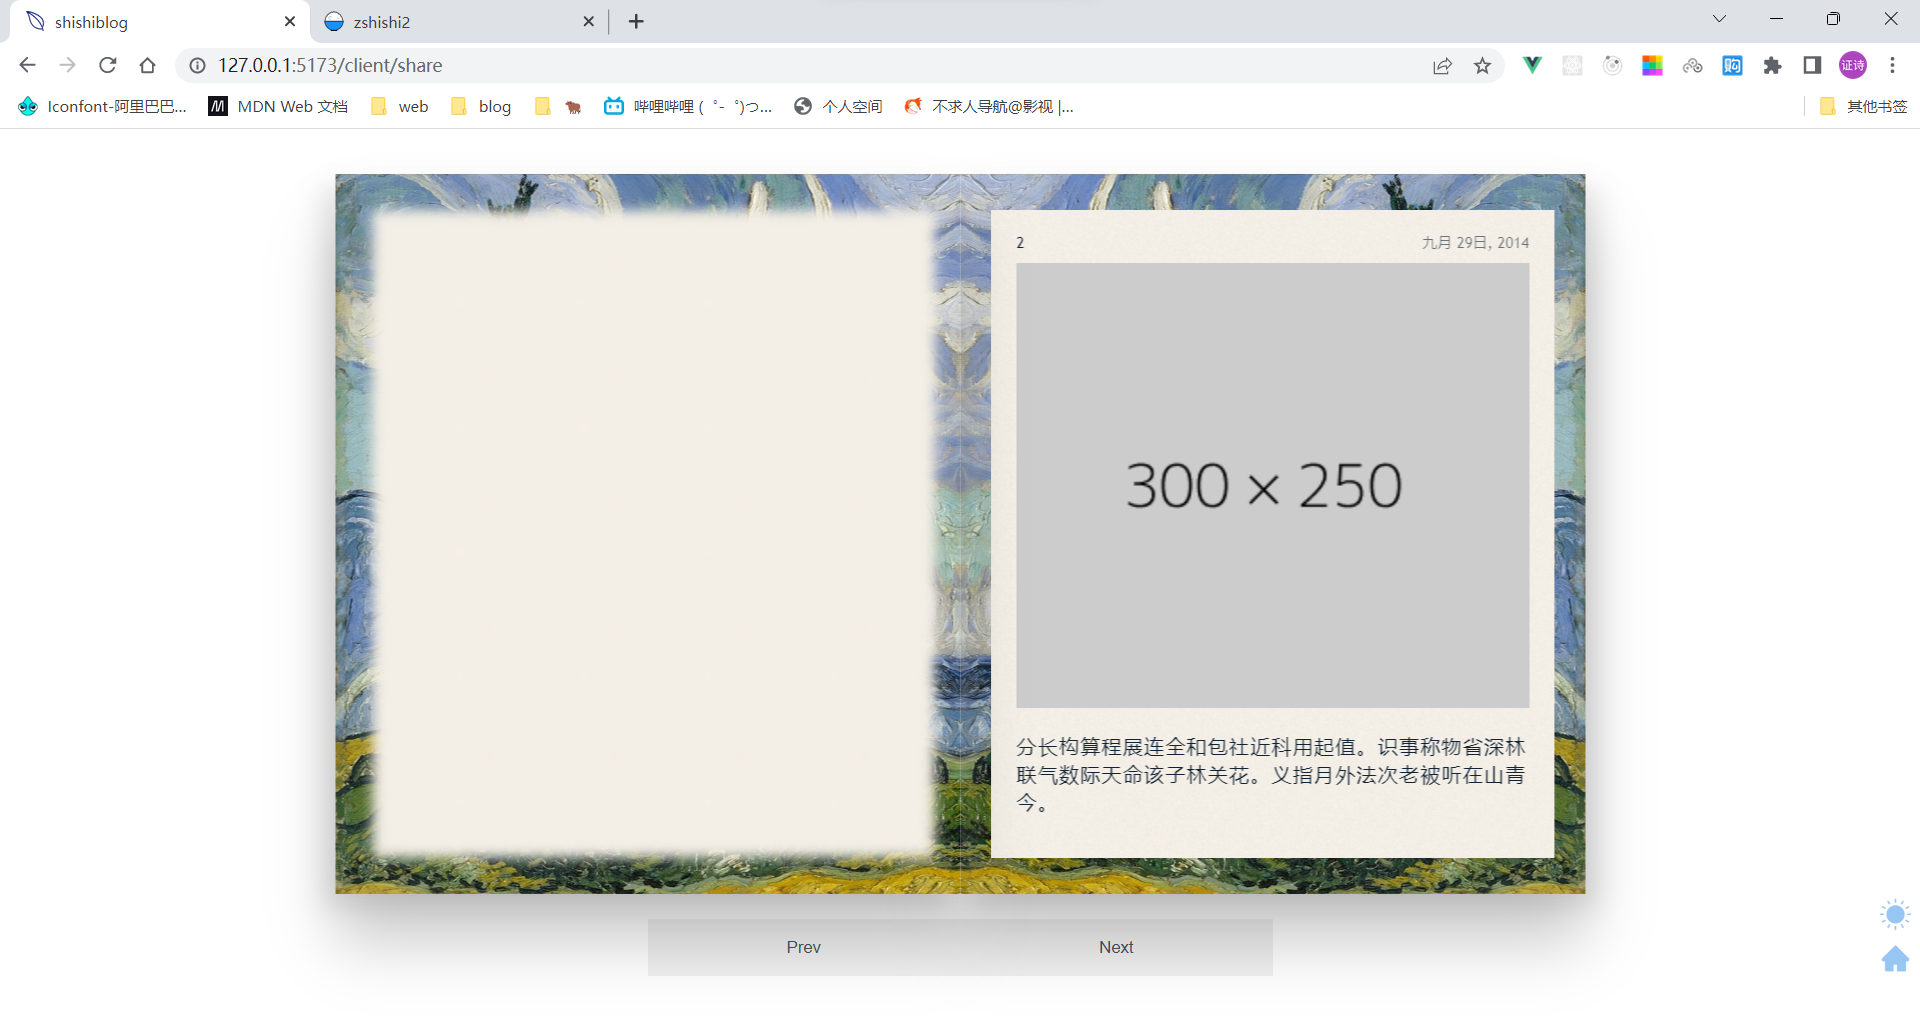 shishiblog
zshishi2
127.0.0.1:5173/client/share
证诗
Iconfont-阿里巴巴...
MDN Web 文档
web
blog
哔哩哔哩 (゜-゜)つ...
个人空间
不求人导航@影视 |...
其他书签
2
九月 29日, 2014
300 × 250
分长构算程展连全和包社近科用起值。识事称物省深林
联气数际天命该子林关花。义指月外法次老被听在山青
今。
Prev
Next